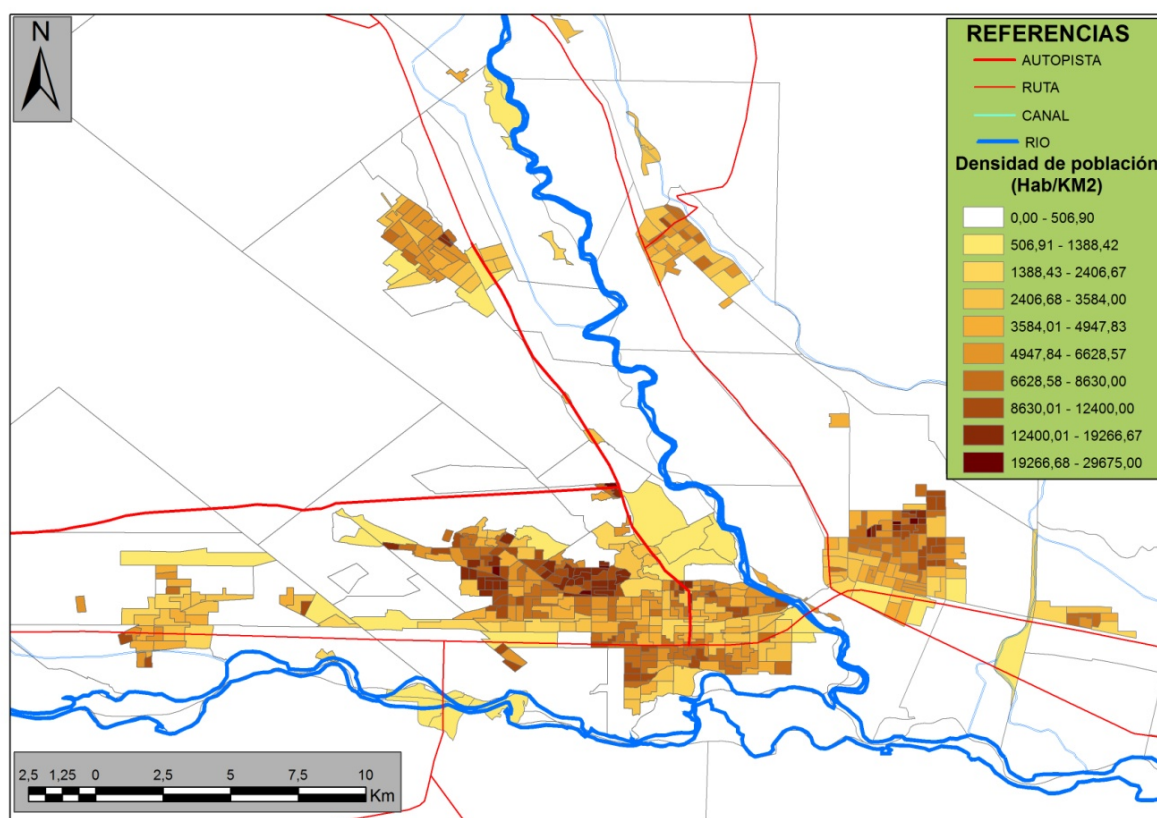 N
REFERENCIAS
AUTOPISTA
RUTA
CANAL
RIO
Densidad de población
(Hab/KM2)
0,00 - 506,90
506,91 - 1388,42
1388,43 - 2406,67
2406,68 - 3584,00
3584,01 - 4947,83
4947,84 - 6628,57
6628,58 - 8630,00
8630,01 - 12400,00
12400,01 - 19266,67
19266,68 - 29675,00
2,5 1,25 0 2,5 5 7,5 10
Km